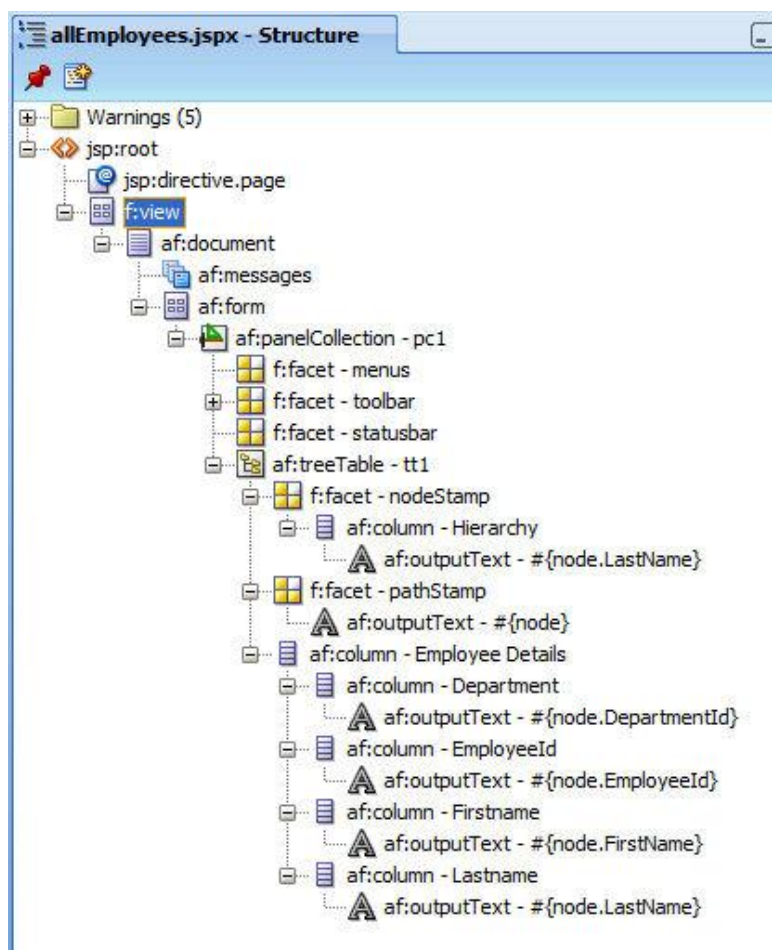 allEmployees.jspx - Structure
Warnings (5)
jsp:root
jsp:directive.page
f:view
af:document
af:messages
af:form
af:panelCollection - pc1
f:facet - menus
f:facet - toolbar
f:facet - statusbar
af:treeTable - tt1
f:facet - nodeStamp
af:column - Hierarchy
af:outputText - #{node.LastName}
f:facet - pathStamp
af:outputText - #{node}
af:column - Employee Details
af:column - Department
af:outputText - #{node.DepartmentId}
af:column - EmployeeId
af:outputText - #{node.EmployeeId}
af:column - Firstname
af:outputText - #{node.FirstName}
af:column - Lastname
af:outputText - #{node.LastName}